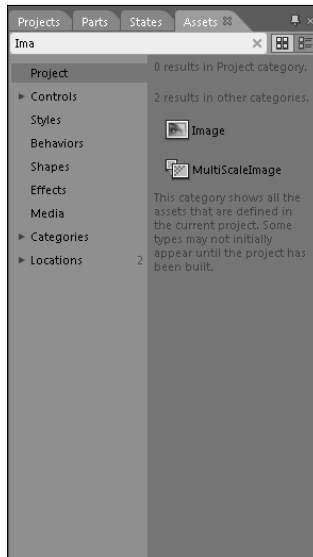 Projects Parts States Assets
Ima
Project
Controls
Styles
Behaviors
Shapes
Effects
Media
Categories
Locations 2
0 results in Project category.
2 results in other categories.
Image
MultiScaleImage
This category shows all the
assets that are defined in
the current project. Some
types may not initially
appear until the project has
been built.